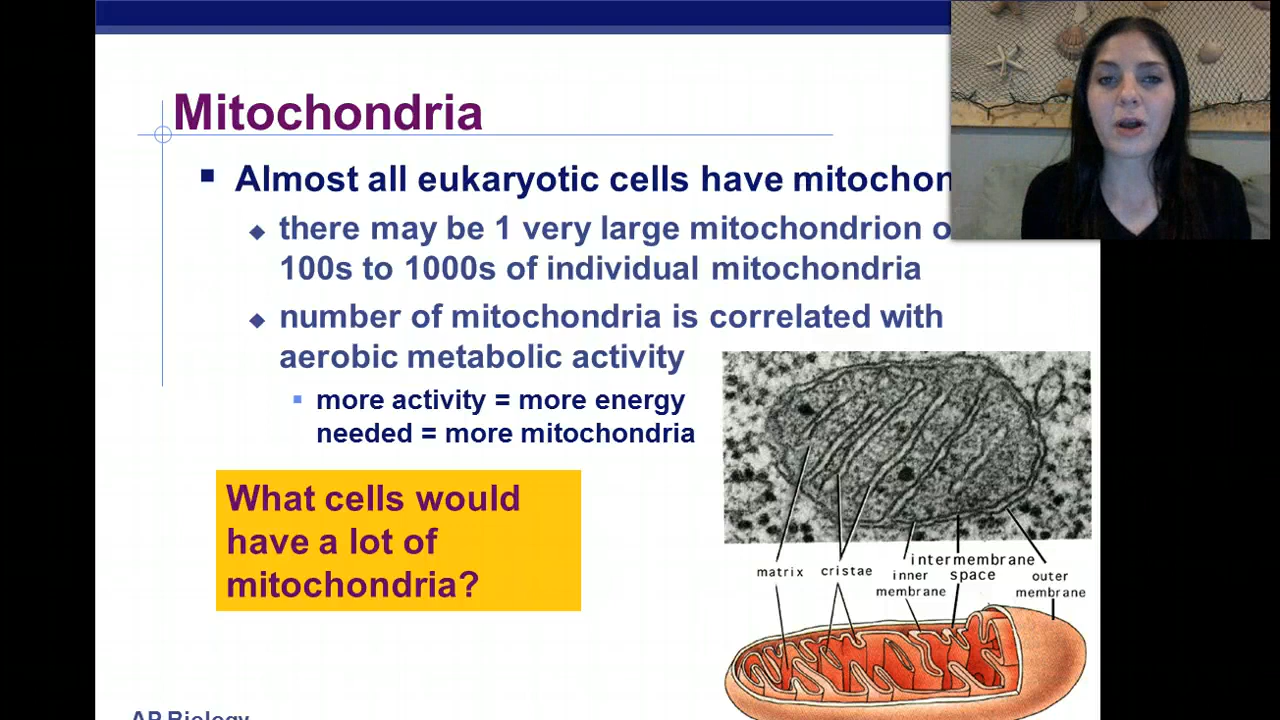 Mitochondria
Almost all eukaryotic cells have mitochon
there may be 1 very large mitochondrion o
100s to 1000s of individual mitochondria
number of mitochondria is correlated with
aerobic metabolic activity
more activity = more energy
needed = more mitochondria
What cells would
have a lot of
mitochondria?
matrix
cristae
inner
membrane
intermembrane
space
outer
membrane
AP Biology